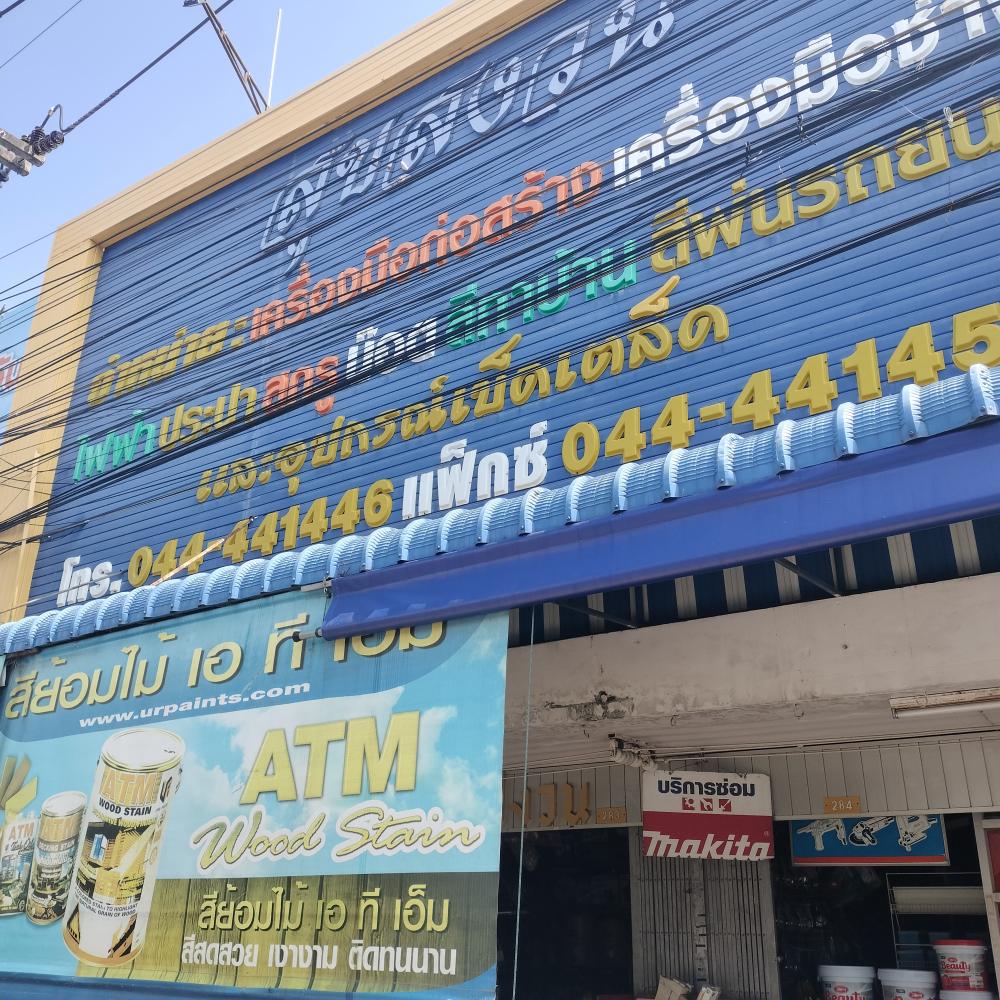 จำหน่าย : เครื่องมือก่อสร้าง เครื่องมือช่าง
ไฟฟ้า ประปา สกรู น๊อต สีทาบ้าน สีพ่นรถยน
และอุปกรณ์เบ็ดเตล็ด
โทร. 044-441446 แฟ็กซ์ 044-44145
สีย้อมไม้ เอ ที เอ็ม
www.urpaints.com
ATM
Wood Stain
ATM
WOOD STAIN
สีย้อมไม้ เอ ที เอ็ม
สีสดสวย เงางาม ติดทนนาน
283
บริการซ่อม
Makita
284
Beauty